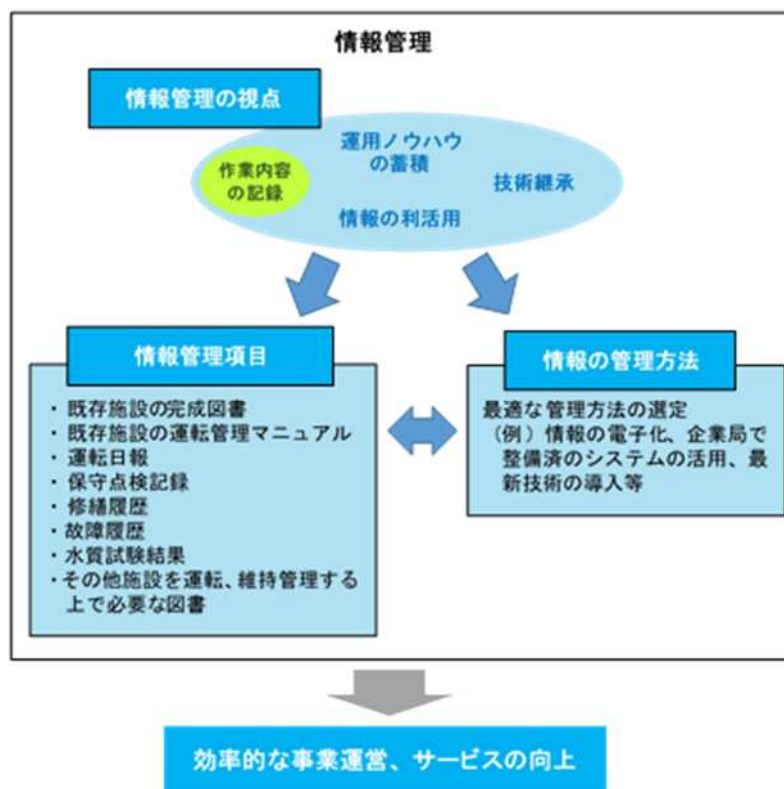 情報管理
情報管理の視点
運用ノウハウ
の蓄積
作業内容
の記録
技術継承
情報の利活用
情報管理項目
・既存施設の完成図書
・既存施設の運転管理マニュアル
・運転日報
・保守点検記録
・修繕履歴
・故障履歴
・水質試験結果
・その他施設を運転、維持管理する
上で必要な図書
情報の管理方法
最適な管理方法の選定
（例）情報の電子化、企業局で
整備済のシステムの活用、最
新技術の導入等
効率的な事業運営、サービスの向上